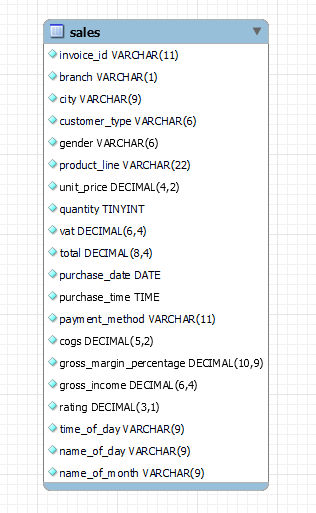 sales
invoice_id VARCHAR(11)
branch VARCHAR(1)
city VARCHAR(9)
customer_type VARCHAR(6)
gender VARCHAR(6)
product_line VARCHAR(22)
unit_price DECIMAL(4,2)
quantity TINYINT
vat DECIMAL(6,4)
total DECIMAL(8,4)
purchase_date DATE
purchase_time TIME
payment_method VARCHAR(11)
cogs DECIMAL(5,2)
gross_margin_percentage DECIMAL(10,9)
gross_income DECIMAL(6,4)
rating DECIMAL(3,1)
time_of_day VARCHAR(9)
name_of_day VARCHAR(9)
name_of_month VARCHAR(9)